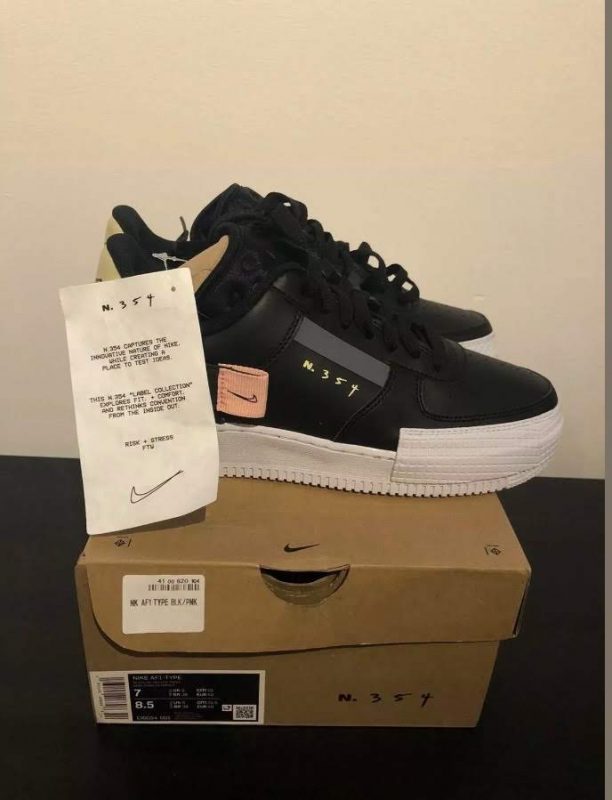 N. 354
N.354 CAPTURES THE
INNOVATIVE NATURE OF NIKE,
WHILE CREATING A
PLACE TO TEST IDEAS.
THIS N.354 "LABEL COLLECTION"
EXPLORES FIT, + COMFORT.
AND RETHINKS CONVENTION
FROM THE INSIDE OUT.
RISK + STRESS
FTW
N. 354
NK AF1 TYPE BLK/PNK
NIKE AF1-TYPE
7
8.5
N. 354